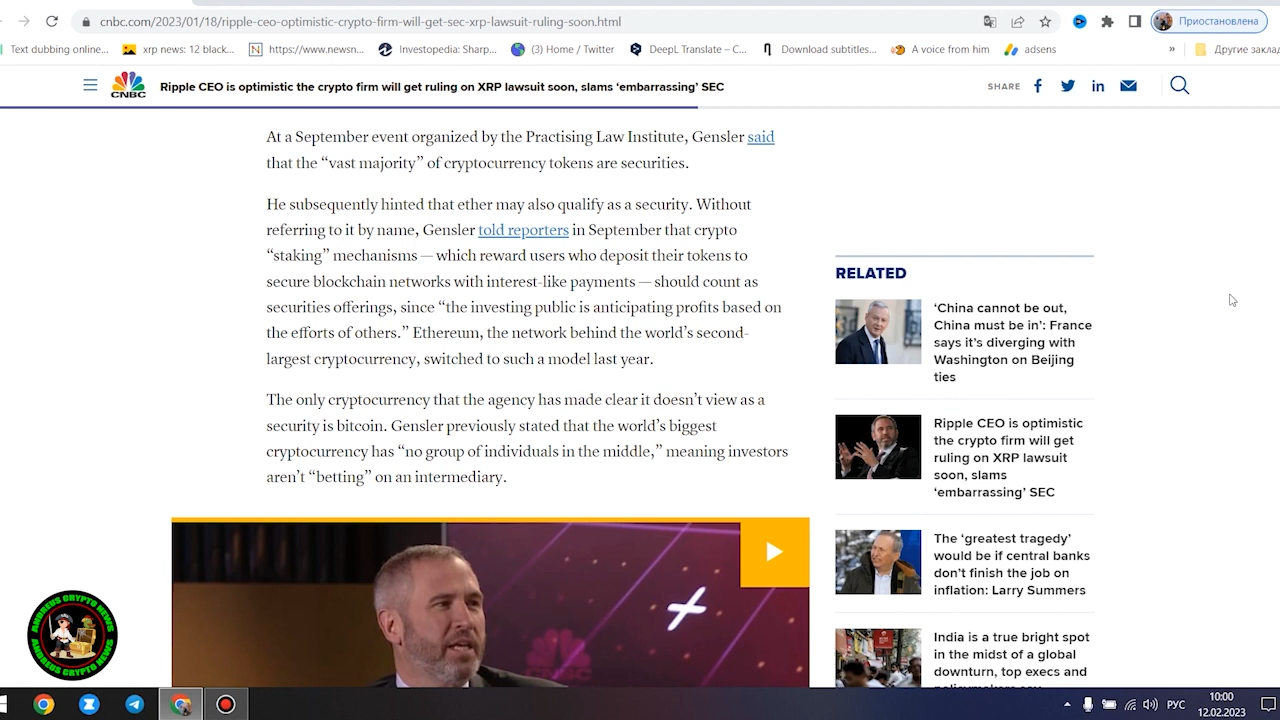 cnbc.com/2023/01/18/ripple-ceo-optimistic-crypto-firm-will-get-sec-xrp-lawsuit-ruling-soon.html
Приостановлена
Text dubbing online...
xrp news: 12 black...
https://www.newsn...
Investopedia: Sharp...
(3) Home / Twitter
DeepL Translate – C...
Download subtitles...
A voice from him
adsens
»
Другие закла
CNBC
Ripple CEO is optimistic the crypto firm will get ruling on XRP lawsuit soon, slams ‘embarrassing’ SEC
SHARE
At a September event organized by the Practising Law Institute, Gensler said
that the “vast majority” of cryptocurrency tokens are securities.
He subsequently hinted that ether may also qualify as a security. Without
referring to it by name, Gensler told reporters in September that crypto
“staking” mechanisms — which reward users who deposit their tokens to
secure blockchain networks with interest-like payments — should count as
securities offerings, since “the investing public is anticipating profits based on
the efforts of others.” Ethereum, the network behind the world’s second-
largest cryptocurrency, switched to such a model last year.
The only cryptocurrency that the agency has made clear it doesn’t view as a
security is bitcoin. Gensler previously stated that the world’s biggest
cryptocurrency has “no group of individuals in the middle,” meaning investors
aren’t “betting” on an intermediary.
RELATED
‘China cannot be out,
China must be in’: France
says it’s diverging with
Washington on Beijing
ties
Ripple CEO is optimistic
the crypto firm will get
ruling on XRP lawsuit
soon, slams
‘embarrassing’ SEC
The ‘greatest tragedy’
would be if central banks
don’t finish the job on
inflation: Larry Summers
India is a true bright spot
in the midst of a global
downturn, top execs and
ANDREUS CRYPTO NEWS
ANDREUS CRYPTO NEWS
РУС
10:00
12.02.2023